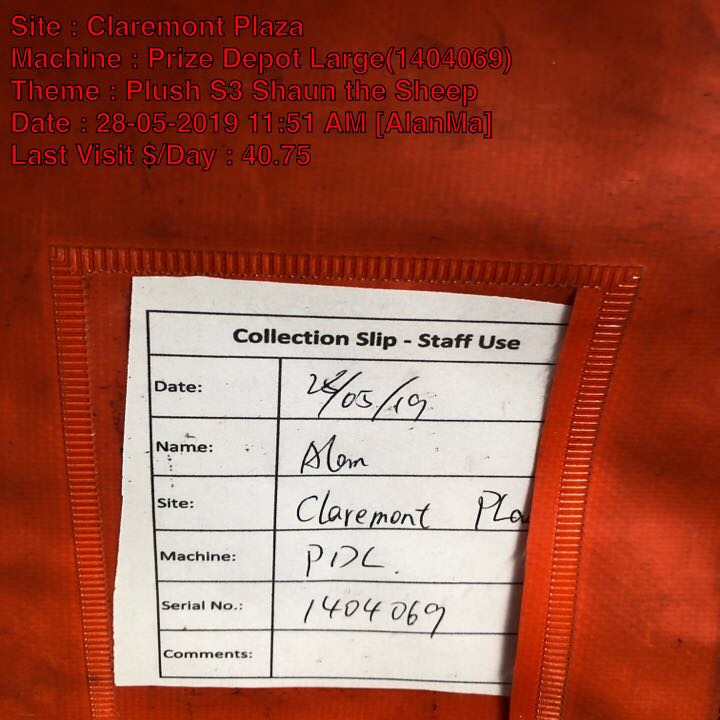 Site : Claremont Plaza
Machine : Prize Depot Large(1404069)
Theme : Plush S3 Shaun the Sheep
Date : 28-05-2019 11:51 AM [AlanMa]
Last Visit $/Day : 40.75
Collection Slip - Staff Use
Date: 28/05/19
Name: Alan
Site: Claremont
Machine: PDL.
Serial No.: 1404069
Comments: